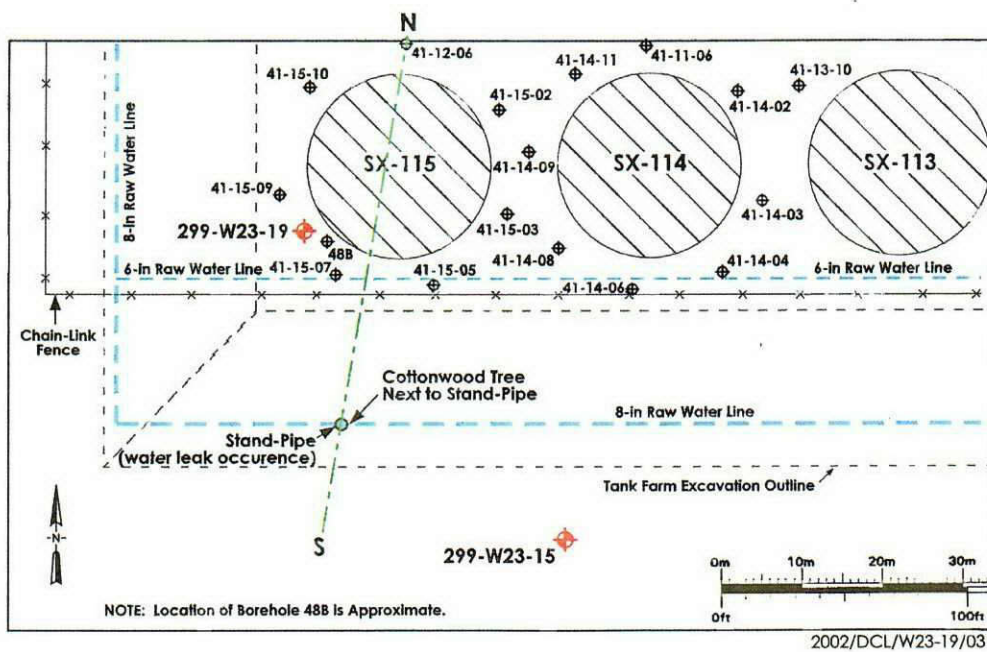 N
41-12-06
41-11-06
41-14-11
41-15-10
41-13-10
41-14-02
41-15-02
8-in Raw Water Line
SX-115
SX-114
SX-113
41-14-09
41-15-09
41-14-03
41-15-03
299-W23-19
48B
41-14-08
6-in Raw Water Line
41-15-07
41-15-05
41-14-04
6-in Raw Water Line
41-14-06
Chain-Link
Fence
Cottonwood Tree
Next to Stand-Pipe
8-in Raw Water Line
Stand-Pipe
(water leak occurence)
Tank Farm Excavation Outline
-N-
S
299-W23-15
0m 10m 20m 30m
0ft 100ft
NOTE: Location of Borehole 48B is Approximate.
2002/DCL/W23-19/03